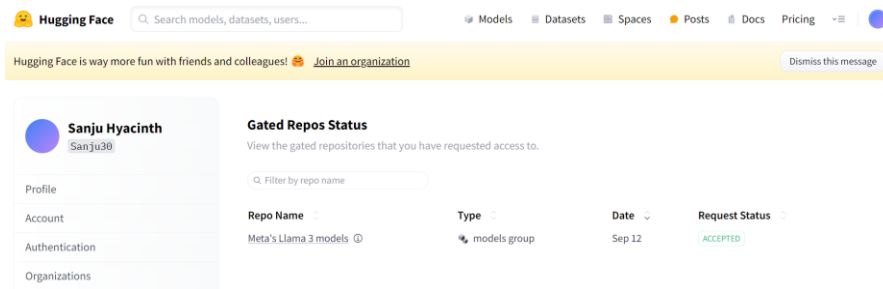 Hugging Face
Search models, datasets, users...
Models
Datasets
Spaces
Posts
Docs
Pricing
Hugging Face is way more fun with friends and colleagues! 🤗 Join an organization
Dismiss this message
Sanju Hyacinth
Sanju30
Profile
Account
Authentication
Organizations
Gated Repos Status
View the gated repositories that you have requested access to.
Filter by repo name
Repo Name Type Date Request Status
Meta's Llama 3 models models group Sep 12 ACCEPTED